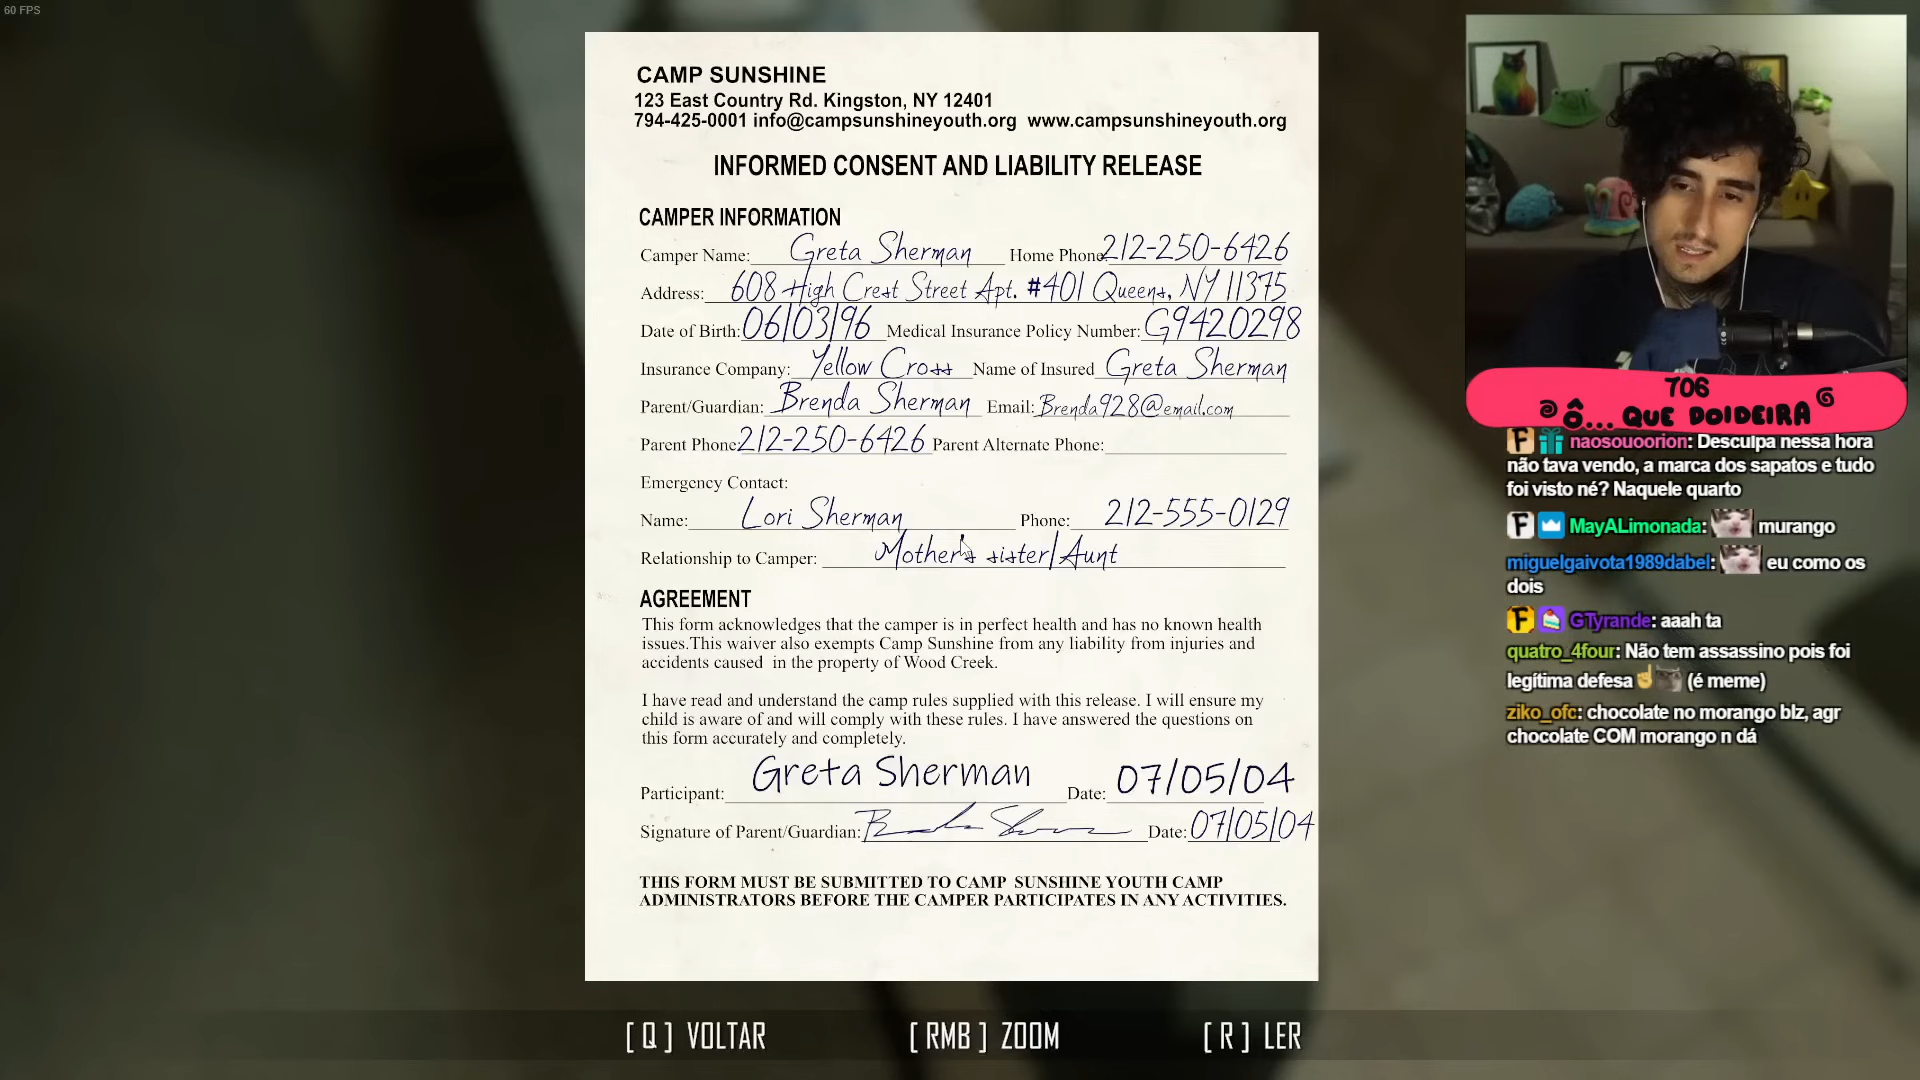 60 FPS
CAMP SUNSHINE
123 East Country Rd. Kingston, NY 12401
794-425-0001 info@campsunshineyouth.org www.campsunshineyouth.org
INFORMED CONSENT AND LIABILITY RELEASE
CAMPER INFORMATION
Camper Name: Greta Sherman Home Phone: 212-250-6426
Address: 608 High Crest Street Apt. #401 Queens, NY 11375
Date of Birth: 06/03/96 Medical Insurance Policy Number: G9420298
Insurance Company: Yellow Cross Name of Insured Greta Sherman
Parent/Guardian: Brenda Sherman Email: Brenda928@email.com
Parent Phone: 212-250-6426 Parent Alternate Phone:
Emergency Contact:
Name: Lori Sherman Phone: 212-555-0129
Relationship to Camper: Mother's sister/Aunt
AGREEMENT
This form acknowledges that the camper is in perfect health and has no known health
issues.This waiver also exempts Camp Sunshine from any liability from injuries and
accidents caused in the property of Wood Creek.
I have read and understand the camp rules supplied with this release. I will ensure my
child is aware of and will comply with these rules. I have answered the questions on
this form accurately and completely.
Participant: Greta Sherman Date: 07/05/04
Signature of Parent/Guardian: Brenda Sherman Date: 07/05/04
THIS FORM MUST BE SUBMITTED TO CAMP SUNSHINE YOUTH CAMP
ADMINISTRATORS BEFORE THE CAMPER PARTICIPATES IN ANY ACTIVITIES.
[ Q ] VOLTAR [ RMB ] ZOOM [ R ] LER
706
Ô... QUE DOIDEIRA
naosouoorion: Desculpa nessa hora
não tava vendo, a marca dos sapatos e tudo
foi visto né? Naquele quarto
MayALimonada: murango
miguelgaivota1989dabel: eu como os
dois
GTyrande: aaah ta
quatro_4four: Não tem assassino pois foi
legítima defesa (é meme)
ziko_ofc: chocolate no morango blz, agr
chocolate COM morango n dá